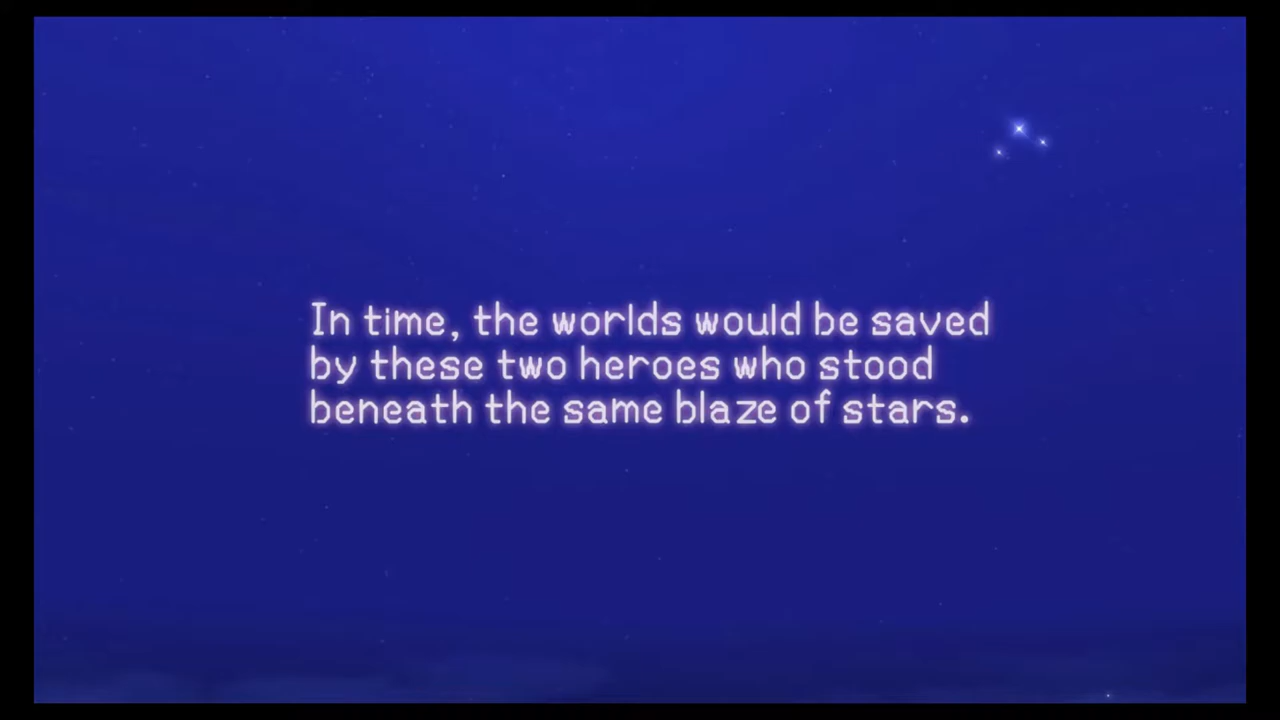 In time, the worlds would be saved
by these two heroes who stood
beneath the same blaze of stars.